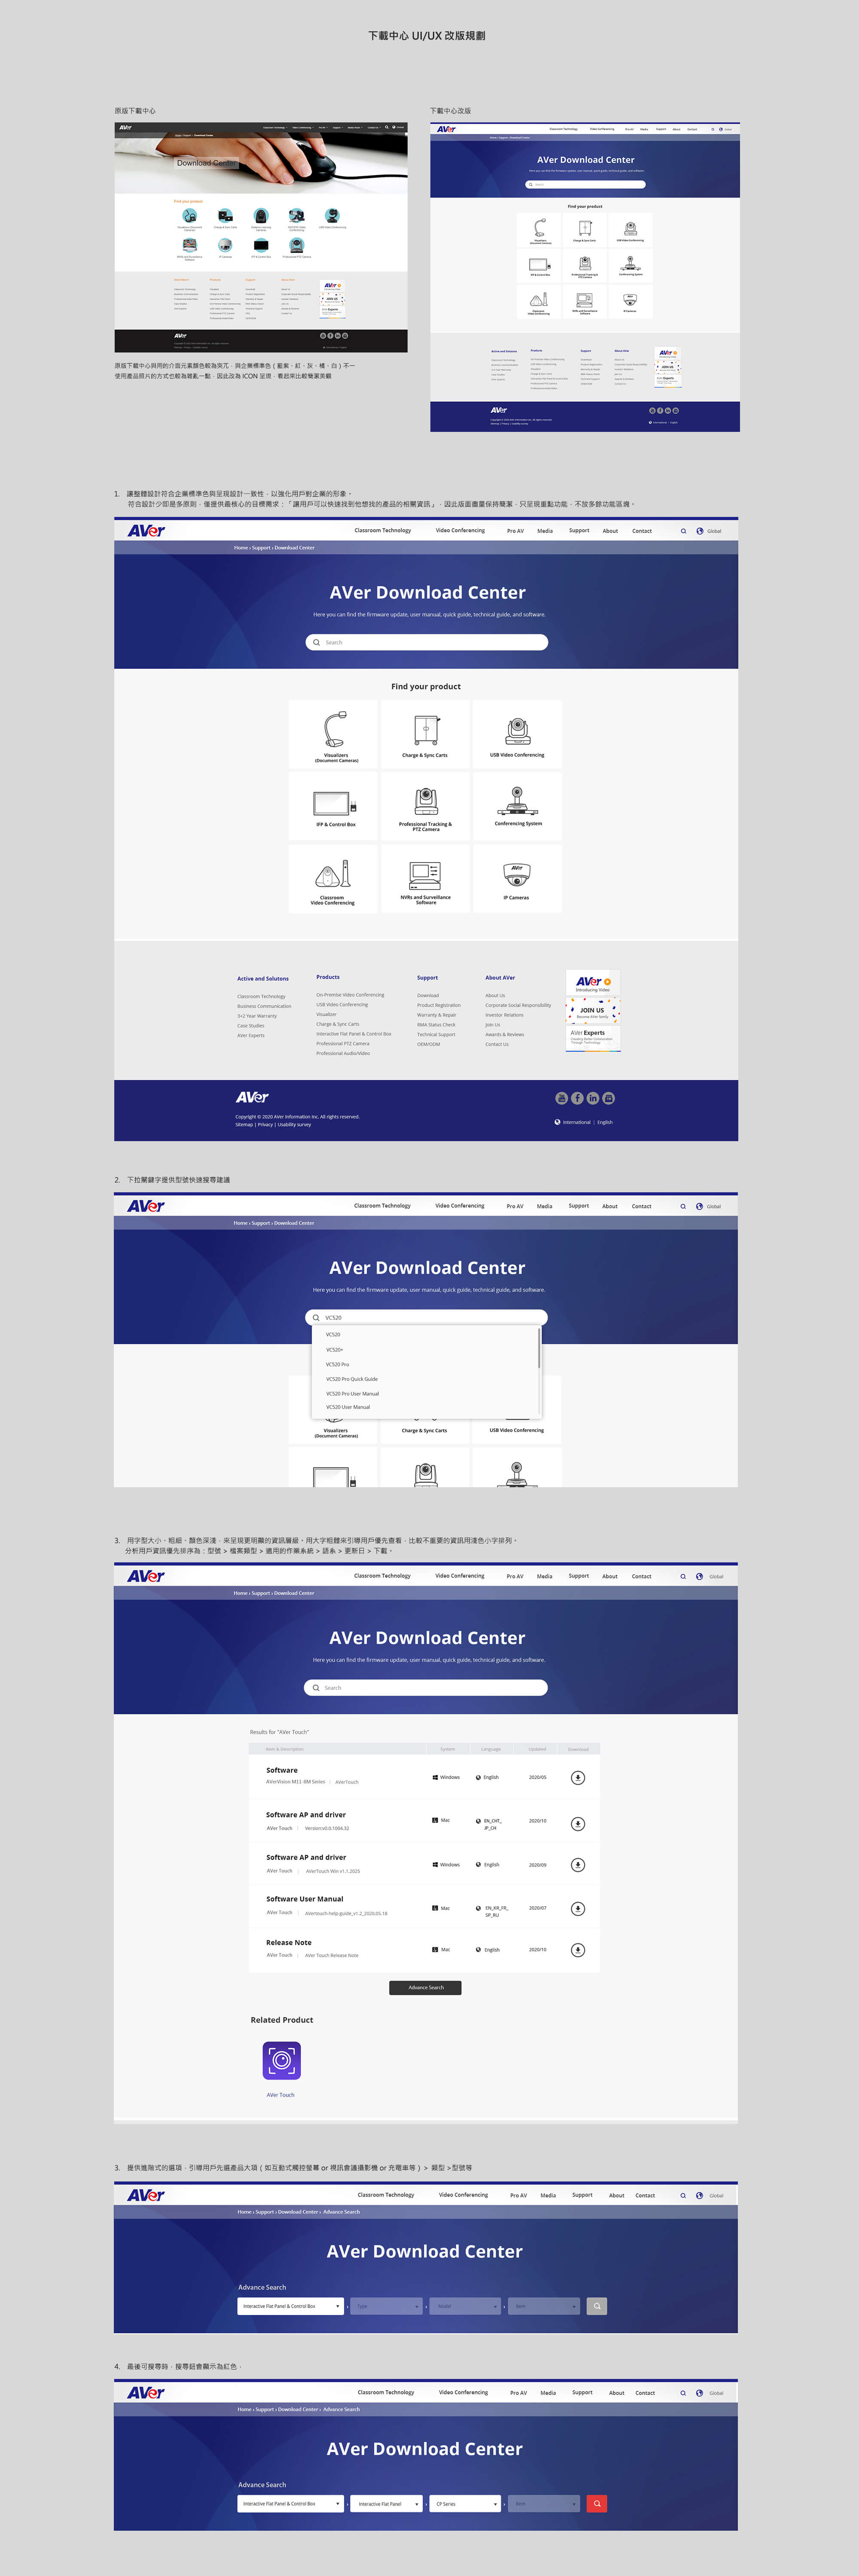 下載中心 UI/UX 改版規劃
原版下載中心
下載中心改版
AVer
Download Center
Find your product
AVer
AVer
AVer Download Center
Here you can find the firmware update, user manual, quick guide, technical guide, and software.
Search
Find your product
AVer
原版下載中心與用的介面元素顏色較為突兀，與企業標準色（藍紫、紅、灰、橘、白）不一
使用產品照片的方式也較為雜亂一點，因此改為 ICON 呈現，看起來比較簡潔美觀
1. 讓整體設計符合企業標準色與呈現設計一致性，以強化用戶對企業的形象。
符合設計少即是多原則，僅提供最核心的目標需求：「讓用戶可以快速找到他想找的產品的相關資訊」，因此版面盡量保持簡潔，只呈現重點功能，不放多餘功能區塊。
AVer Classroom Technology Video Conferencing Pro AV Media Support About Contact Global
Home › Support › Download Center
AVer Download Center
Here you can find the firmware update, user manual, quick guide, technical guide, and software.
Search
Find your product
Visualizers
(Document Cameras)
Charge & Sync Carts
USB Video Conferencing
IFP & Control Box
Professional Tracking &
PTZ Camera
Conferencing System
Classroom
Video Conferencing
NVRs and Surveillance
Software
AVer
IP Cameras
Active and Solutons
Classroom Technology
Business Communication
3+2 Year Warranty
Case Studies
AVer Experts
Products
On-Premise Video Conferencing
USB Video Conferencing
Visualizer
Charge & Sync Carts
Interactive Flat Panel & Control Box
Professional PTZ Camera
Professional Audio/Video
Support
Download
Product Registration
Warranty & Repair
RMA Status Check
Technical Support
OEM/ODM
About AVer
About Us
Corporate Social Responsibility
Investor Relations
Join Us
Awards & Reviews
Contact Us
AVer
Introducing Video
JOIN US
Become AVer family
AVer Experts
Creating Better Comunication
Through Technology
AVer
Copyright © 2020 AVer Information Inc. All rights reserved.
Sitemap | Privacy | Usability survey
International | English
2. 下拉關鍵字提供型號快速搜尋建議
AVer Classroom Technology Video Conferencing Pro AV Media Support About Contact Global
Home › Support › Download Center
AVer Download Center
Here you can find the firmware update, user manual, quick guide, technical guide, and software.
VC520
VC520
VC520+
VC520 Pro
VC520 Pro Quick Guide
VC520 Pro User Manual
VC520 User Manual
Visualizers
(Document Cameras)
Charge & Sync Carts
USB Video Conferencing
3. 用字型大小、粗細、顏色深淺，來呈現更明顯的資訊層級，用大字粗體來引導用戶優先查看，比較不重要的資訊用淺色小字排列。
分析用戶資訊優先排序為：型號 > 檔案類型 > 適用的作業系統 > 語系 > 更新日 > 下載。
AVer Classroom Technology Video Conferencing Pro AV Media Support About Contact Global
Home › Support › Download Center
AVer Download Center
Here you can find the firmware update, user manual, quick guide, technical guide, and software.
Search
Results for "AVer Touch"
Item & Description System Language Updated Download
Software
AVerVision M11-8M Series | AVerTouch
Windows English 2020/05
Software AP and driver
AVer Touch | Version:v0.0.1004.32
Mac EN_CHT_
JP_CH
2020/10
Software AP and driver
AVer Touch | AVerTouch Win v1.1.2025
Windows English 2020/09
Software User Manual
AVer Touch | AVertouch-help-guide_v1.2_2020.05.18
Mac EN_KR_FR_
SP_RU
2020/07
Release Note
AVer Touch | AVer Touch Release Note
Mac English 2020/10
Advance Search
Related Product
AVer Touch
3. 提供進階式的選項，引導用戶先選產品大項（如互動式觸控螢幕 or 視訊會議攝影機 or 充電車等）> 類型 >型號等
AVer Classroom Technology Video Conferencing Pro AV Media Support About Contact Global
Home › Support › Download Center › Advance Search
AVer Download Center
Advance Search
Interactive Flat Panel & Control Box Type Model Item
4. 最後可搜尋時，搜尋鈕會顯示為紅色。
AVer Classroom Technology Video Conferencing Pro AV Media Support About Contact Global
Home › Support › Download Center › Advance Search
AVer Download Center
Advance Search
Interactive Flat Panel & Control Box Interactive Flat Panel CP Series Item